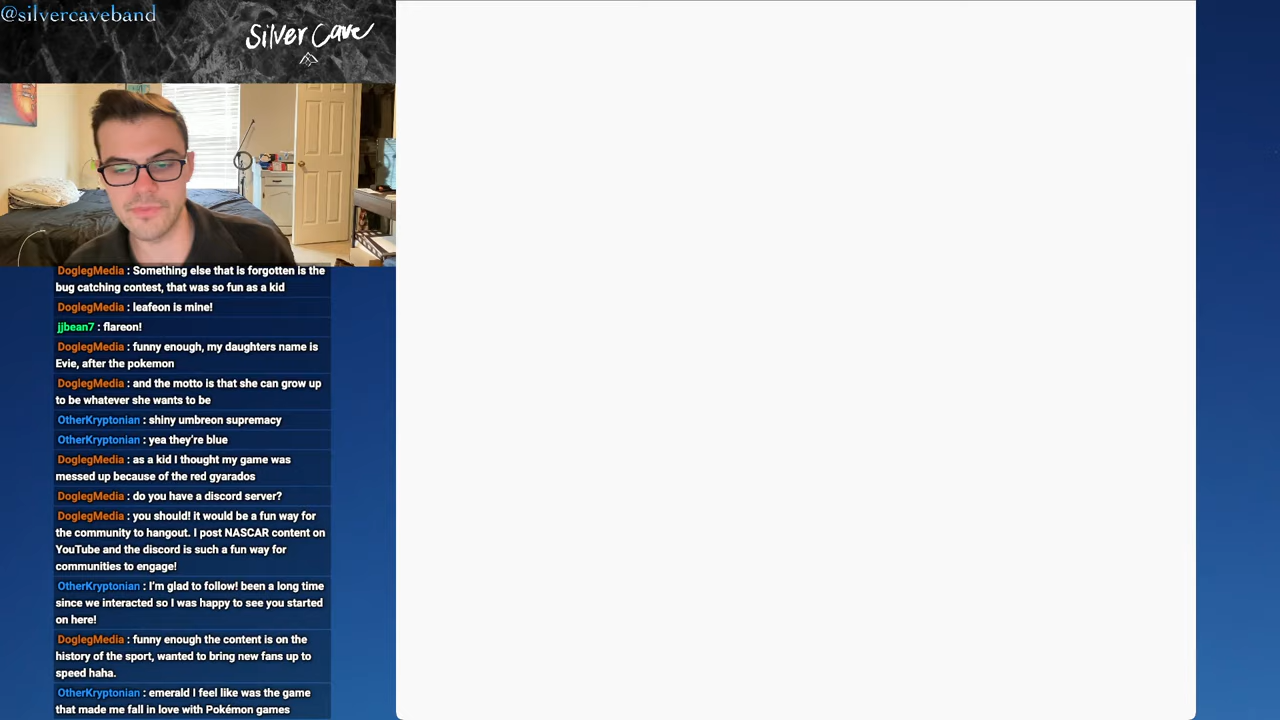 @silvercaveband
Silver Cave
DoglegMedia : Something else that is forgotten is the
bug catching contest, that was so fun as a kid
DoglegMedia : leafeon is mine!
jjbean7 : flareon!
DoglegMedia : funny enough, my daughters name is
Evie, after the pokemon
DoglegMedia : and the motto is that she can grow up
to be whatever she wants to be
OtherKryptonian : shiny umbreon supremacy
OtherKryptonian : yea they’re blue
DoglegMedia : as a kid I thought my game was
messed up because of the red gyarados
DoglegMedia : do you have a discord server?
DoglegMedia : you should! it would be a fun way for
the community to hangout. I post NASCAR content on
YouTube and the discord is such a fun way for
communities to engage!
OtherKryptonian : I’m glad to follow! been a long time
since we interacted so I was happy to see you started
on here!
DoglegMedia : funny enough the content is on the
history of the sport, wanted to bring new fans up to
speed haha.
OtherKryptonian : emerald I feel like was the game
that made me fall in love with Pokémon games